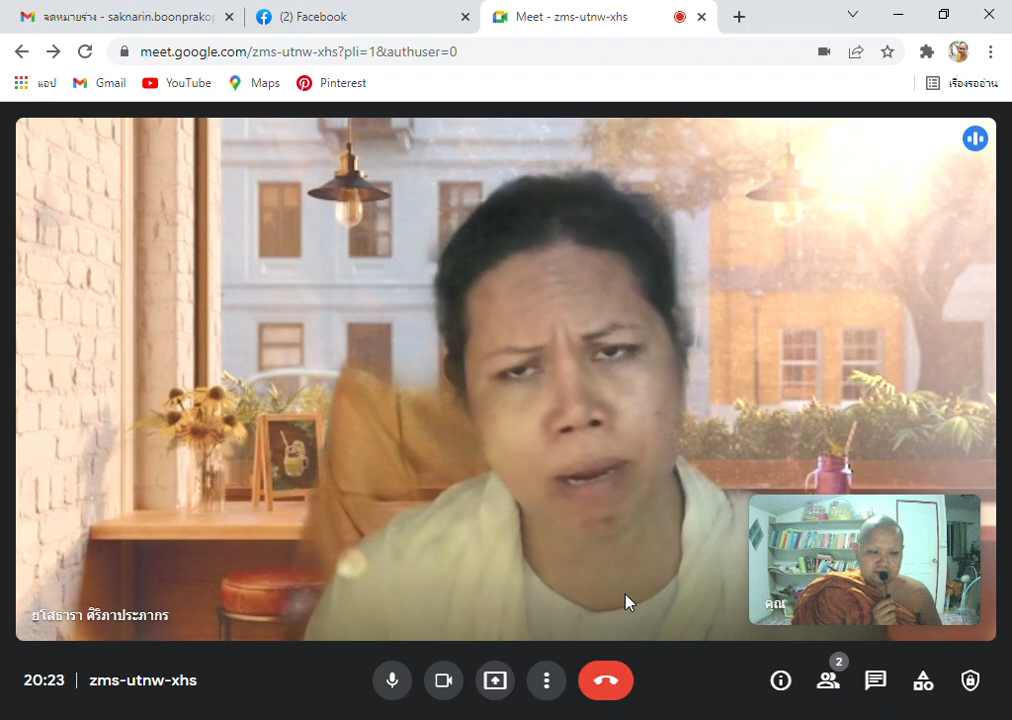 จดหมายร่าง - saknarin.boonprako
(2) Facebook
Meet - zms-utnw-xhs
meet.google.com/zms-utnw-xhs?pli=1&authuser=0
แอป
Gmail
YouTube
Maps
Pinterest
เรื่องรออ่าน
ยโสธารา ศิริภาประภากร
คุณ
20:23 | zms-utnw-xhs
2